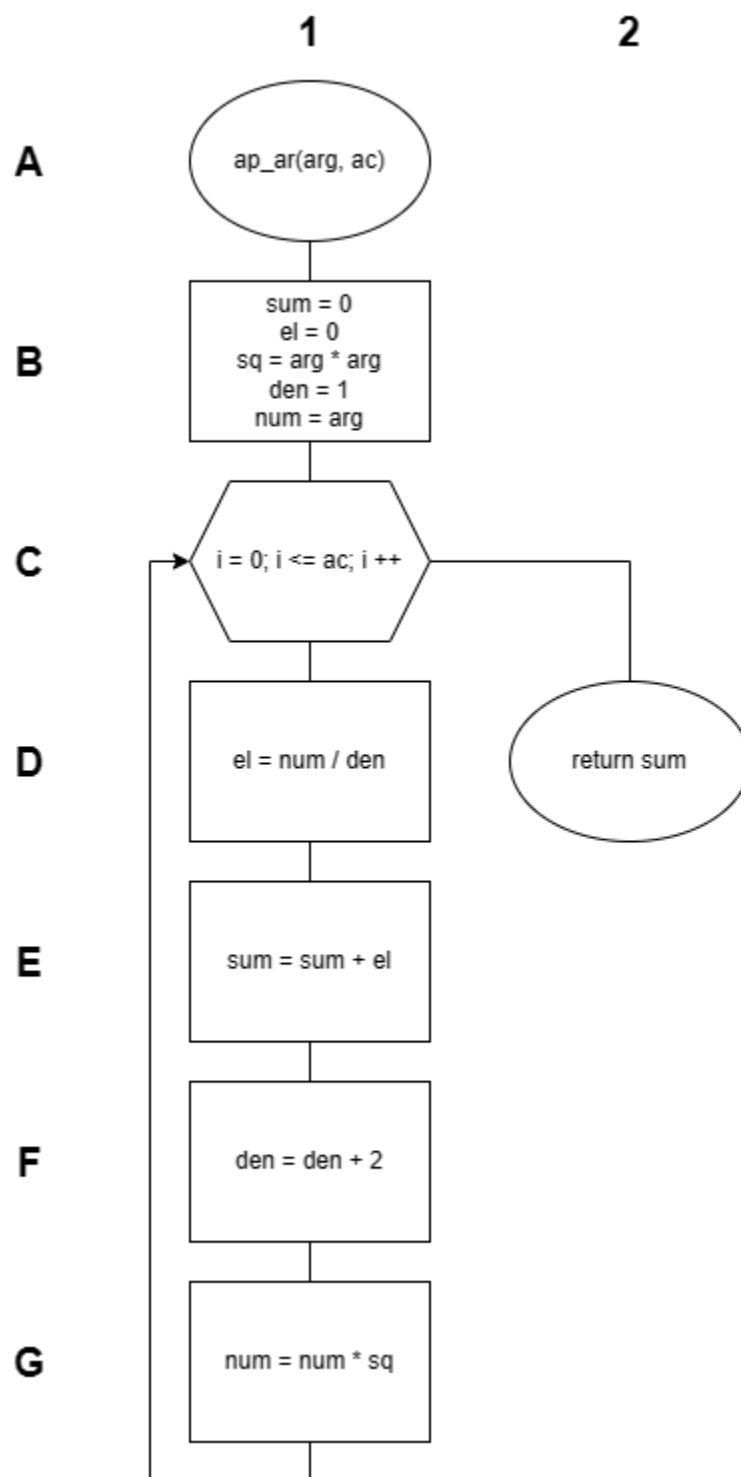 1 2
A
ap_ar(arg, ac)
B
sum = 0
el = 0
sq = arg * arg
den = 1
num = arg
C
i = 0; i <= ac; i ++
D
el = num / den
return sum
E
sum = sum + el
F
den = den + 2
G
num = num * sq